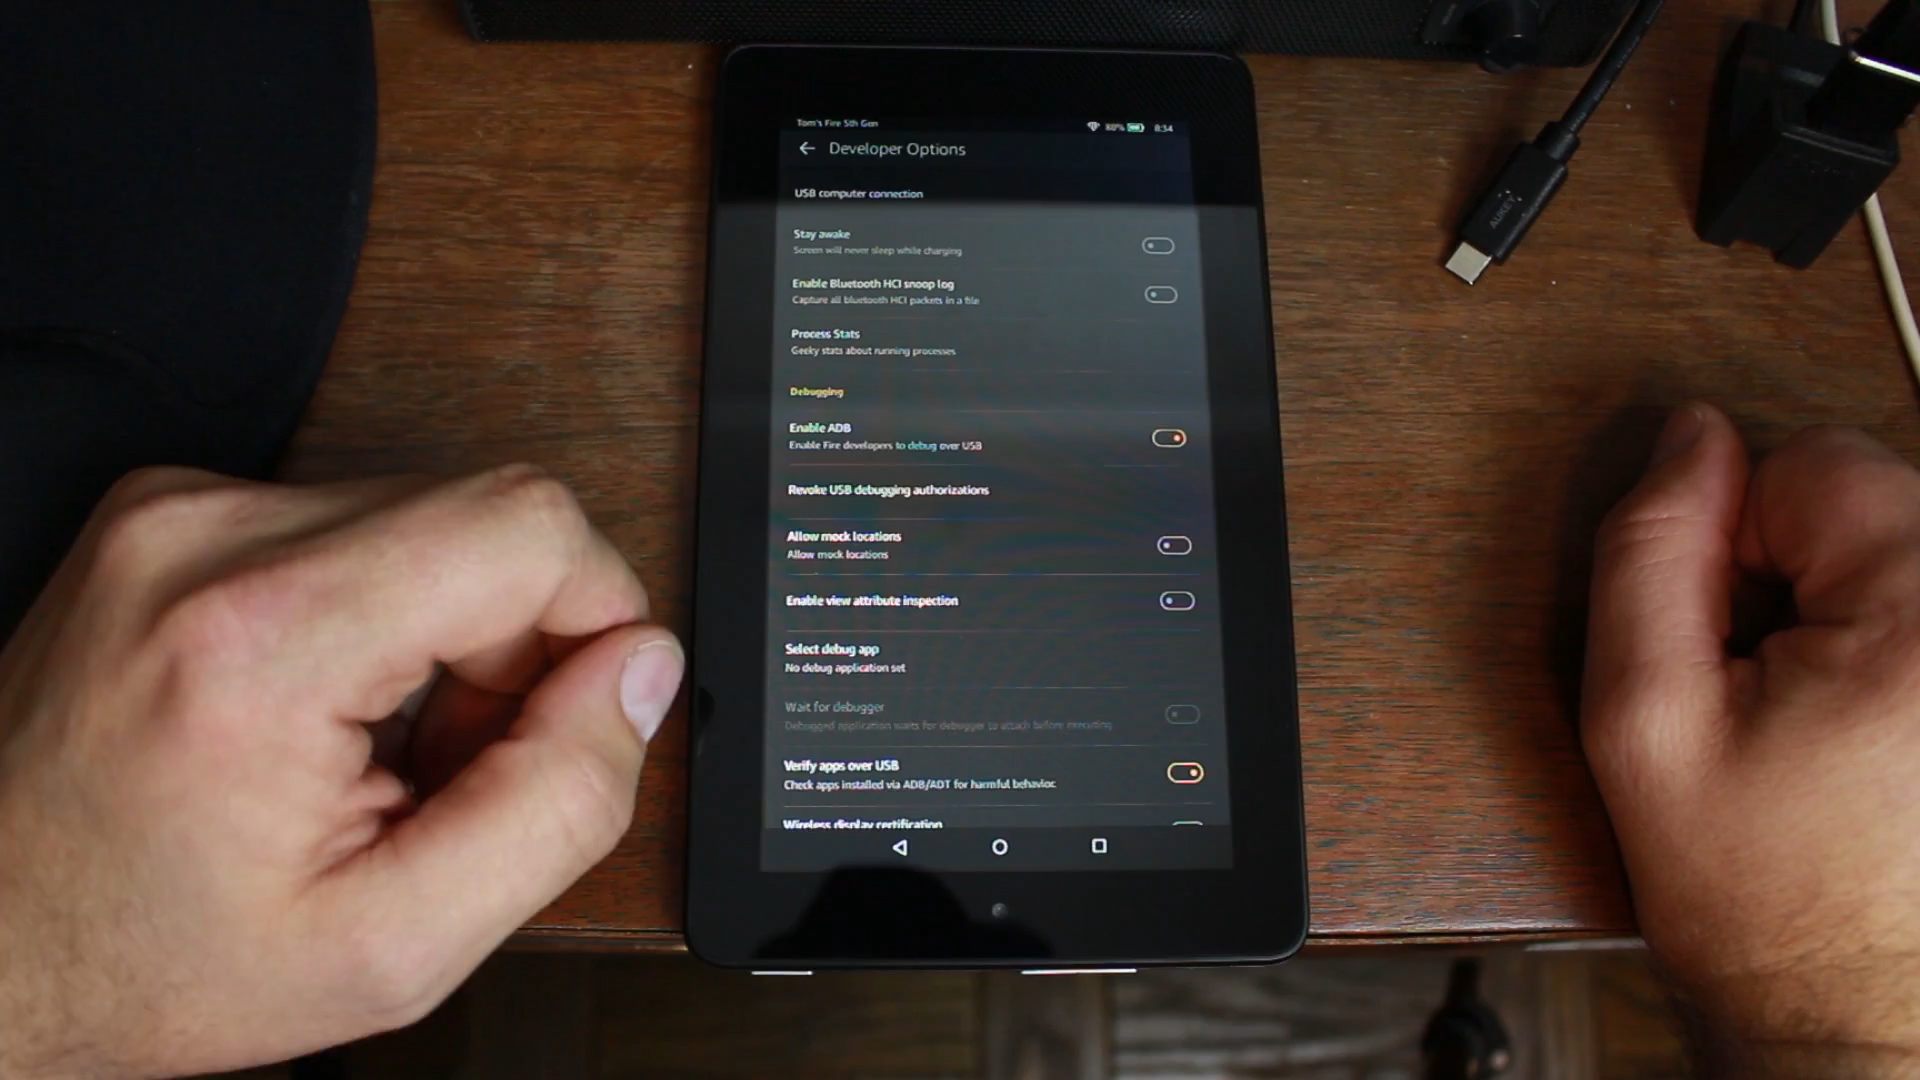 Tom's Fire 5th Gen
80% 8:34
Developer Options
USB computer connection
Stay awake
Screen will never sleep while charging
Enable Bluetooth HCI snoop log
Capture all bluetooth HCI packets in a file
Process Stats
Geeky stats about running processes
Debugging
Enable ADB
Enable Fire developers to debug over USB
Revoke USB debugging authorizations
Allow mock locations
Allow mock locations
Enable view attribute inspection
Select debug app
No debug application set
Wait for debugger
Debugged application waits for debugger to attach before executing
Verify apps over USB
Check apps installed via ADB/ADT for harmful behavior.
Wireless display certification
AUKEY